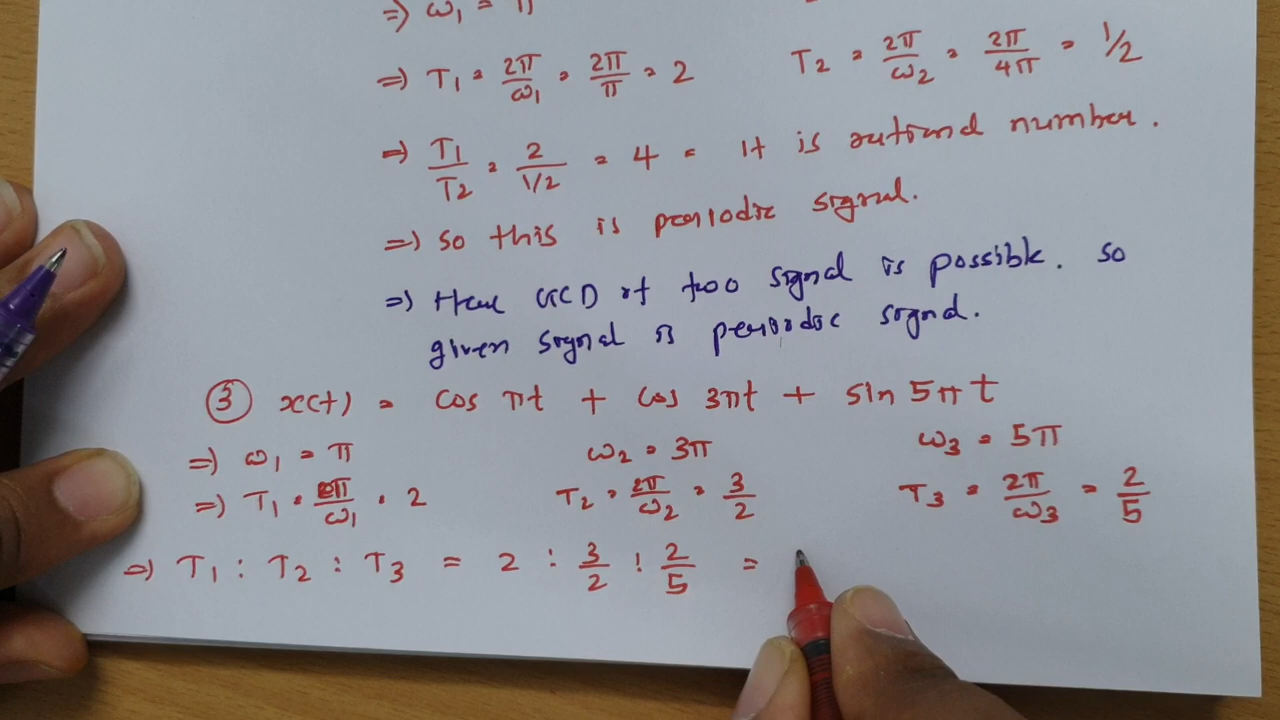 ⇒ ω₁ = π
⇒ T₁ = 2π/ω₁ = 2π/π = 2 T₂ = 2π/ω₂ = 2π/4π = 1/2
⇒ T₁/T₂ = 2/1/2 = 4 = It is rational number.
⇒ so this is periodic signal.
⇒ Here GCD of two signal is possible. so
given signal is periodic signal.
③ x(t) = cos πt + cos 3πt + sin 5πt
⇒ ω₁ = π ω₂ = 3π ω₃ = 5π
⇒ T₁ = 2π/ω₁ = 2 T₂ = 2π/ω₂ = 3/2 T₃ = 2π/ω₃ = 2/5
⇒ T₁ : T₂ : T₃ = 2 : 3/2 : 2/5 =